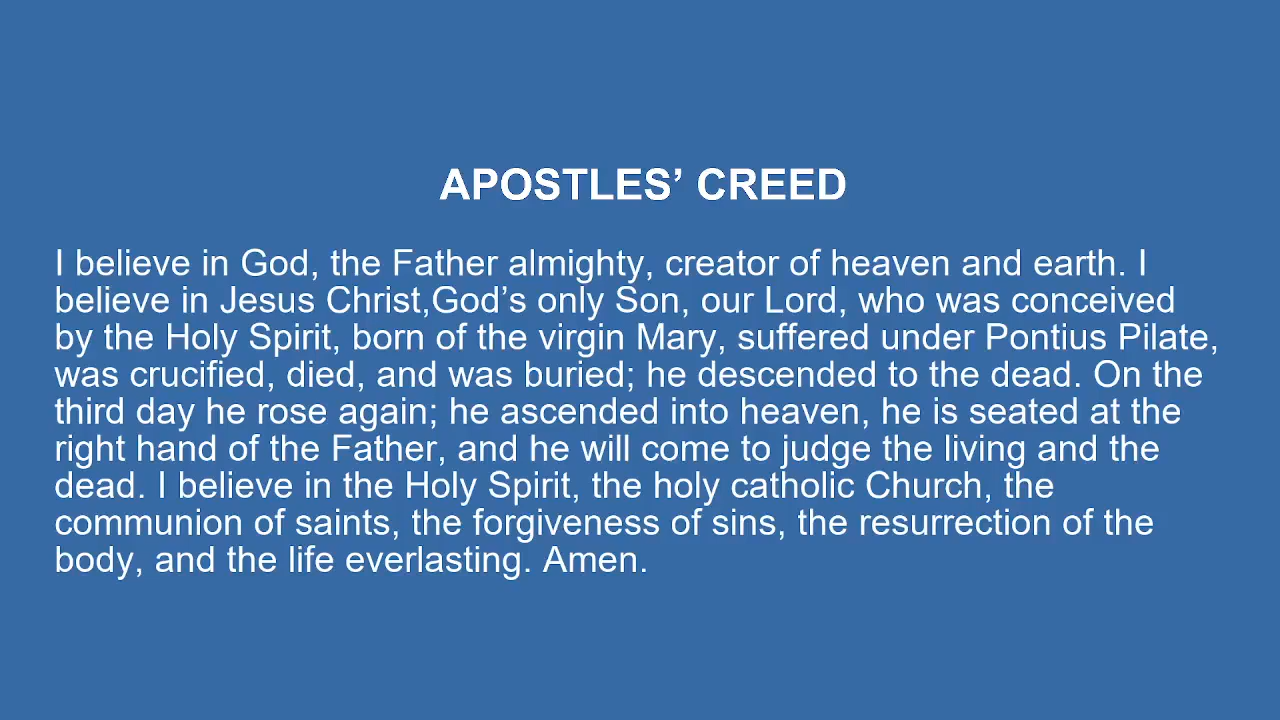 APOSTLES’ CREED
I believe in God, the Father almighty, creator of heaven and earth. I
believe in Jesus Christ,God’s only Son, our Lord, who was conceived
by the Holy Spirit, born of the virgin Mary, suffered under Pontius Pilate,
was crucified, died, and was buried; he descended to the dead. On the
third day he rose again; he ascended into heaven, he is seated at the
right hand of the Father, and he will come to judge the living and the
dead. I believe in the Holy Spirit, the holy catholic Church, the
communion of saints, the forgiveness of sins, the resurrection of the
body, and the life everlasting. Amen.